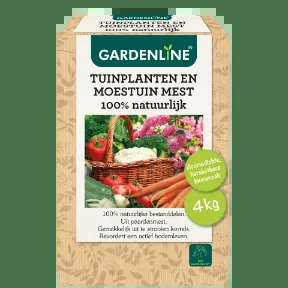 GARDENLINE®
TUINPLANTEN EN
MOESTUIN MEST
100% natuurlijk
4kg
100% natuurlijke bestanddelen.
Uit paardenmest.
Gemakkelijk uit te strooien korrels.
Bevordert een actief bodemleven.